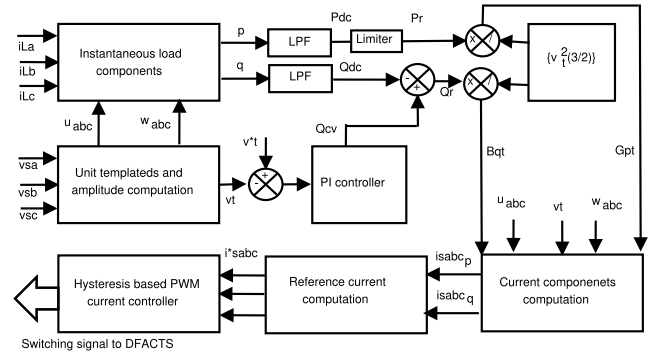 iLa
iLb
iLc
Instantaneous load
components
p
LPF
Pdc
Limiter
Pr
x /
{v 2 t (3/2)}
q
LPF
Qdc
-
+
Qr
x /
u abc
w abc
Qcv
v*t
Bqt
Gpt
vsa
vsb
vsc
Unit templateds and
amplitude computation
vt
+
-
PI controller
u abc
vt
w abc
Hysteresis based PWM
current controller
i*sabc
Reference current
computation
isabc p
isabc q
Current componenets
computation
Switching signal to DFACTS